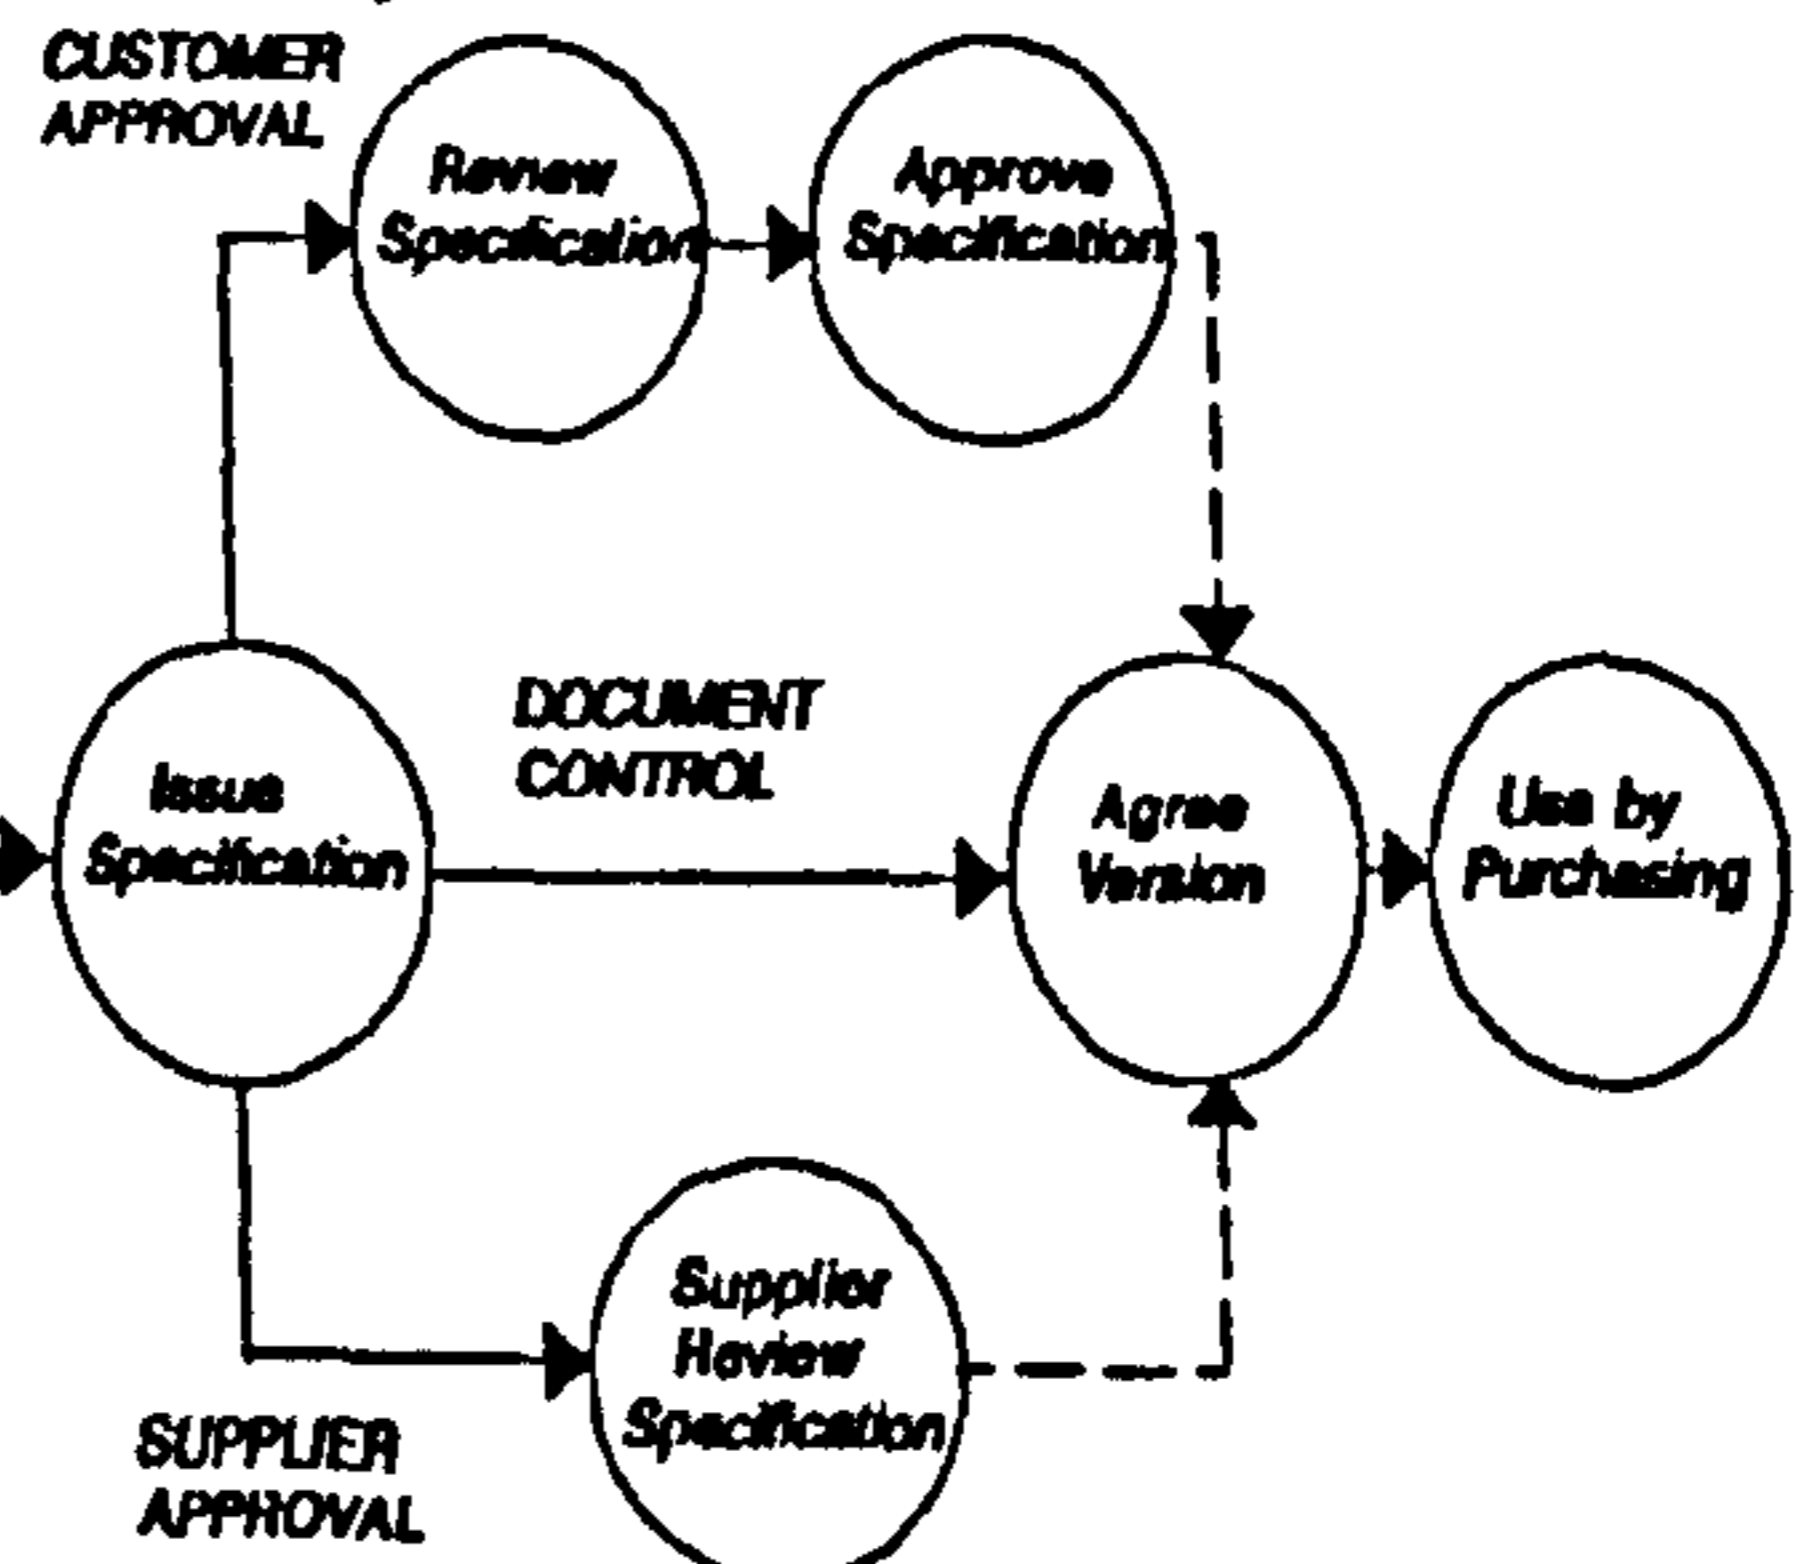 CUSTOMER
APPROVAL
Review
Specification
Approve
Specification
Issue
Specification
DOCUMENT
CONTROL
Agree
Version
Use by
Purchasing
Supplier
Review
Specification
SUPPLIER
APPROVAL